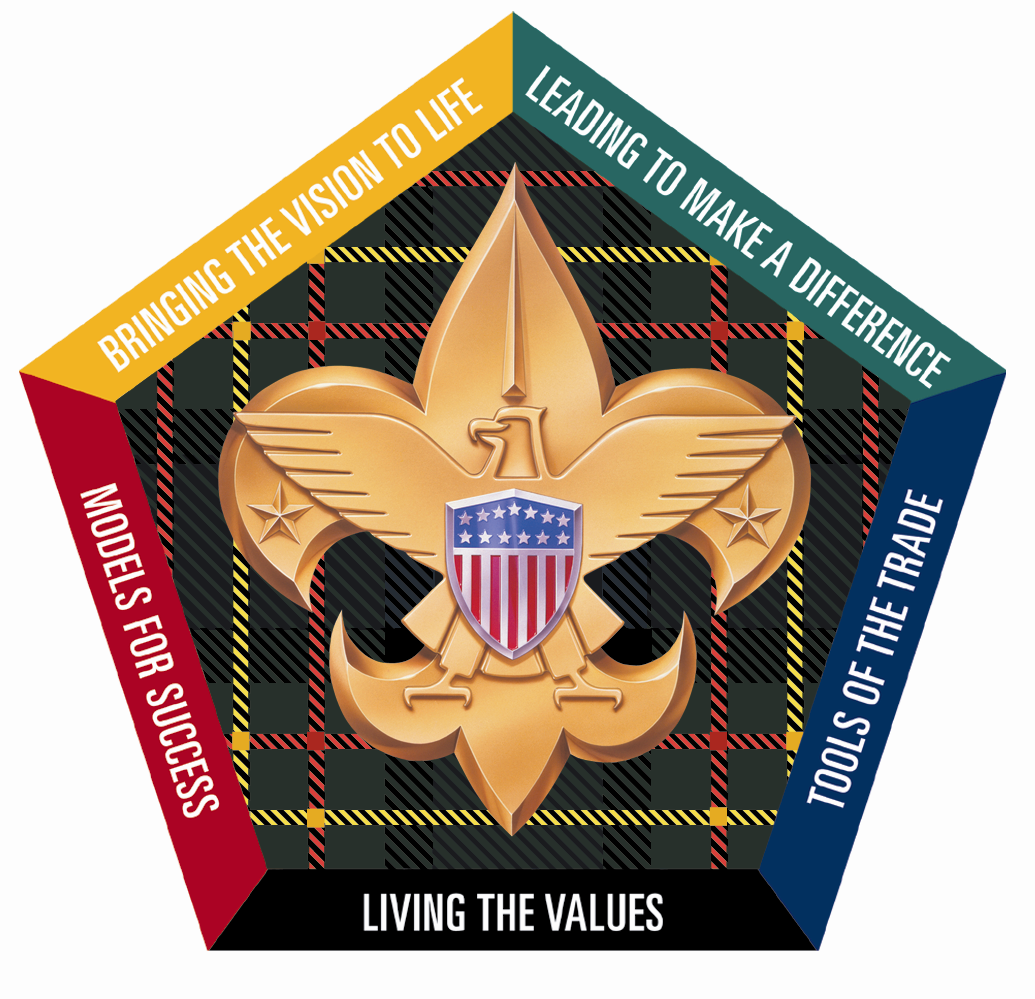 BRINGING THE VISION TO LIFE
LEADING TO MAKE A DIFFERENCE
MODELS FOR SUCCESS
TOOLS OF THE TRADE
LIVING THE VALUES